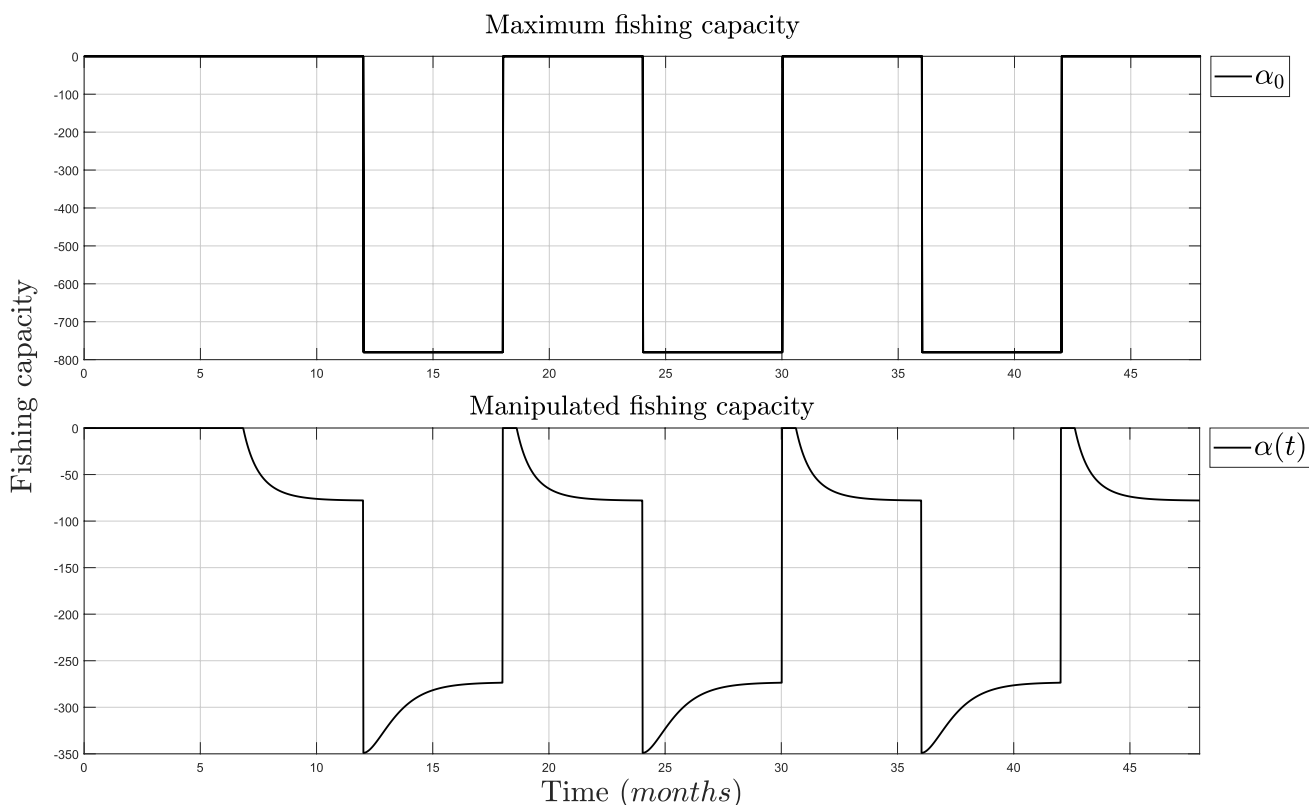 Maximum fishing capacity
0
-100
-200
-300
-400
-500
-600
-700
-800
0 5 10 15 20 25 30 35 40 45
α₀
Fishing capacity
Manipulated fishing capacity
0
-50
-100
-150
-200
-250
-300
-350
0 5 10 15 20 25 30 35 40 45
α(t)
Time (months)